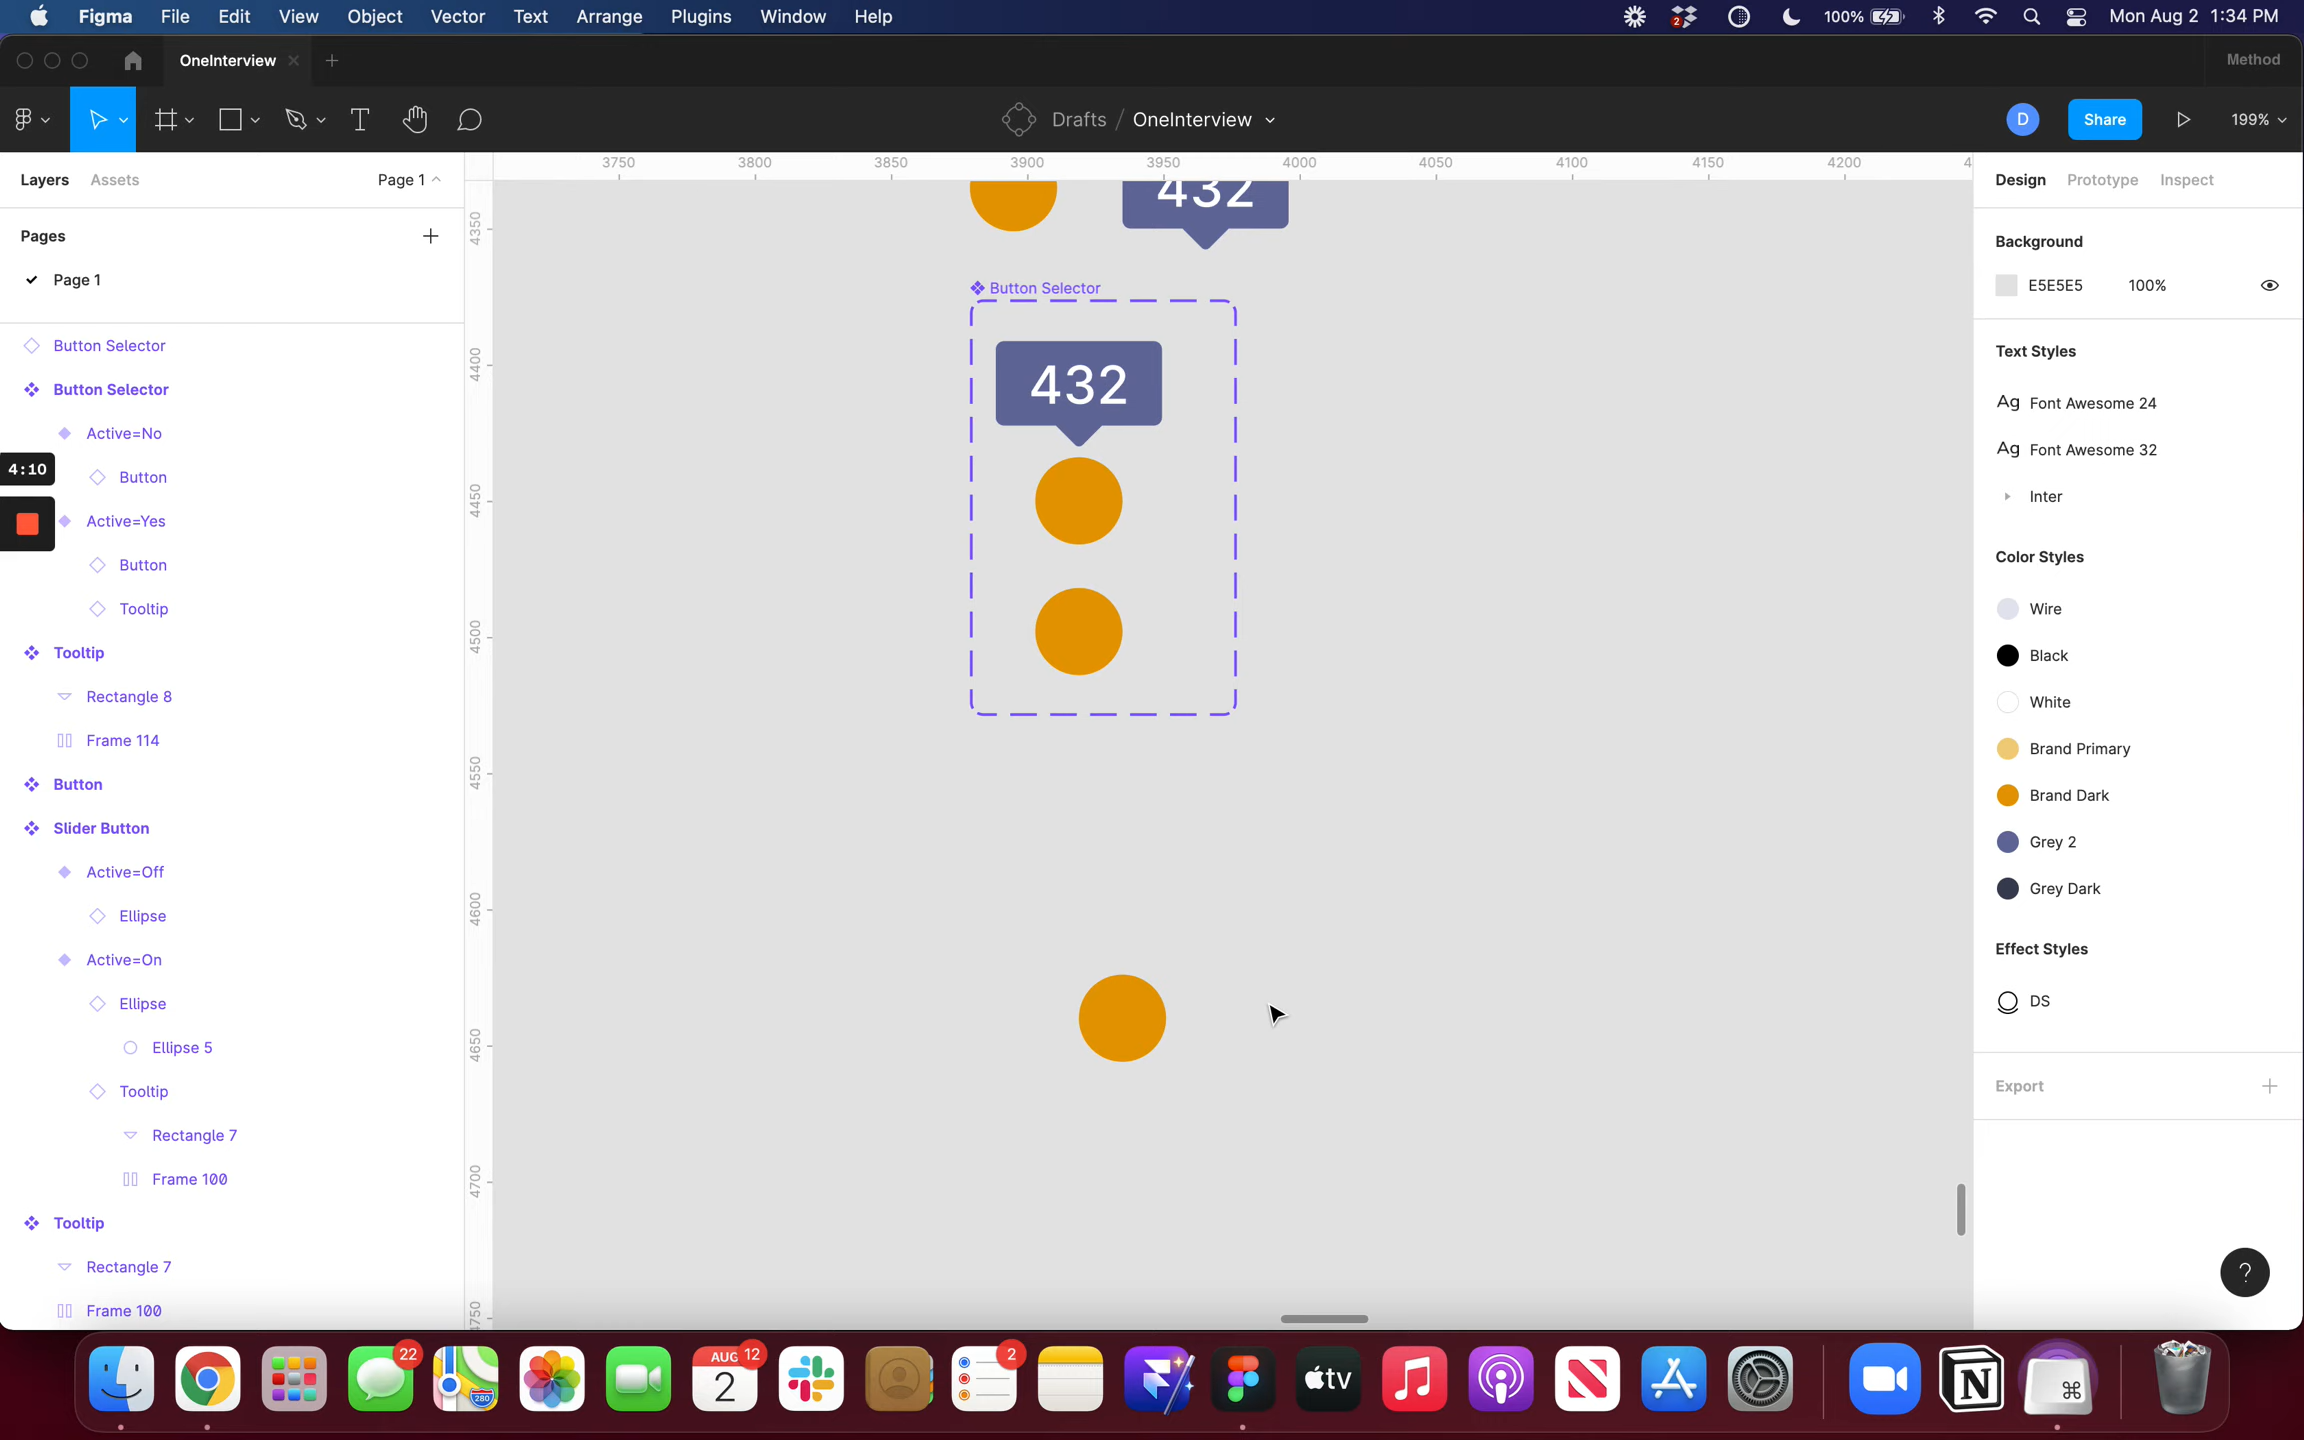 Figma File Edit View Object Vector Text Arrange Plugins Window Help
2 100% Mon Aug 2 1:34 PM
OneInterview Method
Drafts / OneInterview D Share 199%
Layers Assets Page 1
3750 3800 3850 3900 3950 4000 4050 4100 4150 4200 4
Design Prototype Inspect
Pages
Page 1
Button Selector
Button Selector
Active=No
Button
Active=Yes
Button
Tooltip
Tooltip
Rectangle 8
Frame 114
Button
Slider Button
Active=Off
Ellipse
Active=On
Ellipse
Ellipse 5
Tooltip
Rectangle 7
Frame 100
Tooltip
Rectangle 7
Frame 100
4:10
4350
4400
4450
4500
4550
4600
4650
4700
4750
432
Button Selector
432
Background
E5E5E5 100%
Text Styles
Ag Font Awesome 24
Ag Font Awesome 32
Inter
Color Styles
Wire
Black
White
Brand Primary
Brand Dark
Grey 2
Grey Dark
Effect Styles
DS
Export
?
22
280
AUG 12
2
2
tv
N
⌘